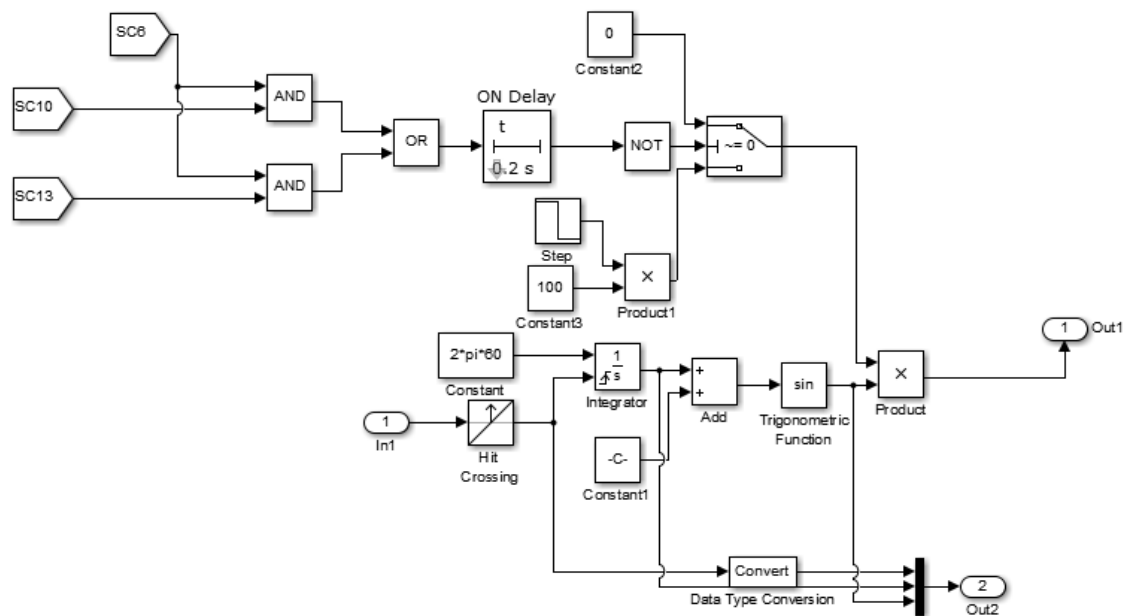 SC6
0
Constant2
SC10
AND
ON Delay
t
0.2 s
OR
NOT
~= 0
SC13
AND
Step
100
Constant3
×
Product1
1
Out1
2*pi*60
Constant
1
s
Integrator
+
+
Add
sin
Trigonometric
Function
×
Product
1
In1
Hit
Crossing
-C-
Constant1
Convert
Data Type Conversion
2
Out2